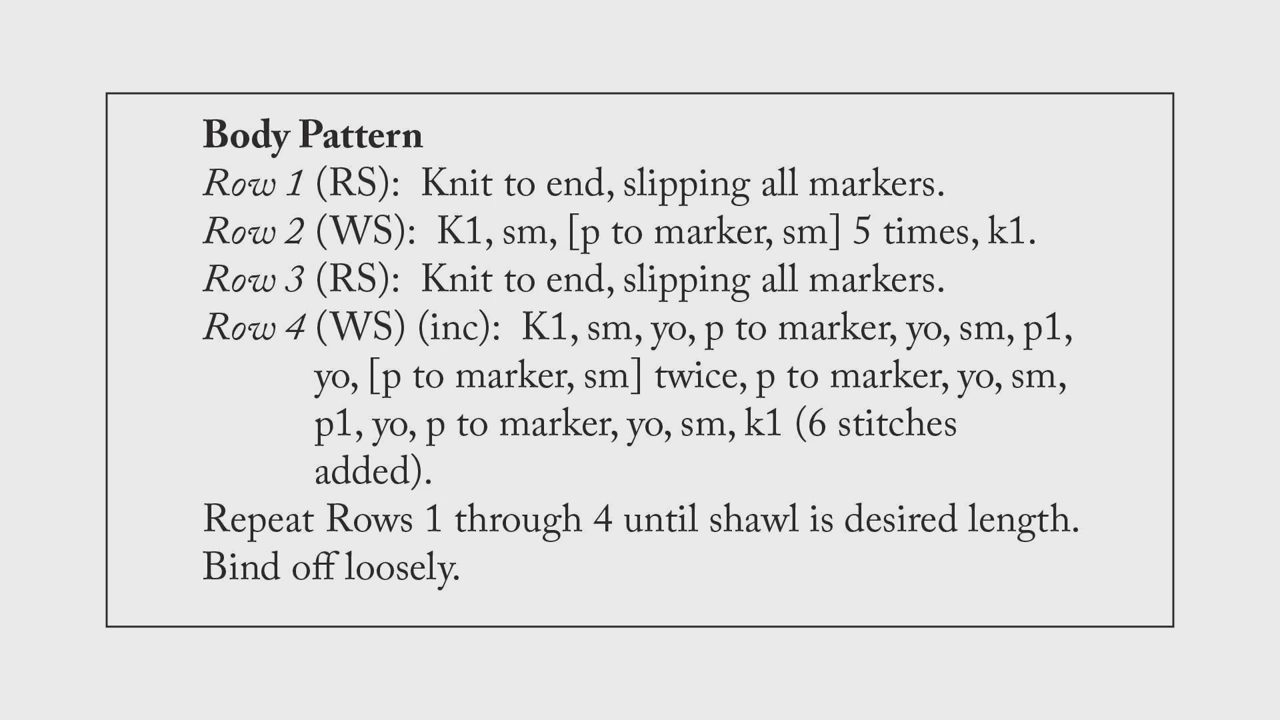 Body Pattern
Row 1 (RS): Knit to end, slipping all markers.
Row 2 (WS): K1, sm, [p to marker, sm] 5 times, k1.
Row 3 (RS): Knit to end, slipping all markers.
Row 4 (WS) (inc): K1, sm, yo, p to marker, yo, sm, p1,
yo, [p to marker, sm] twice, p to marker, yo, sm,
p1, yo, p to marker, yo, sm, k1 (6 stitches
added).
Repeat Rows 1 through 4 until shawl is desired length.
Bind off loosely.